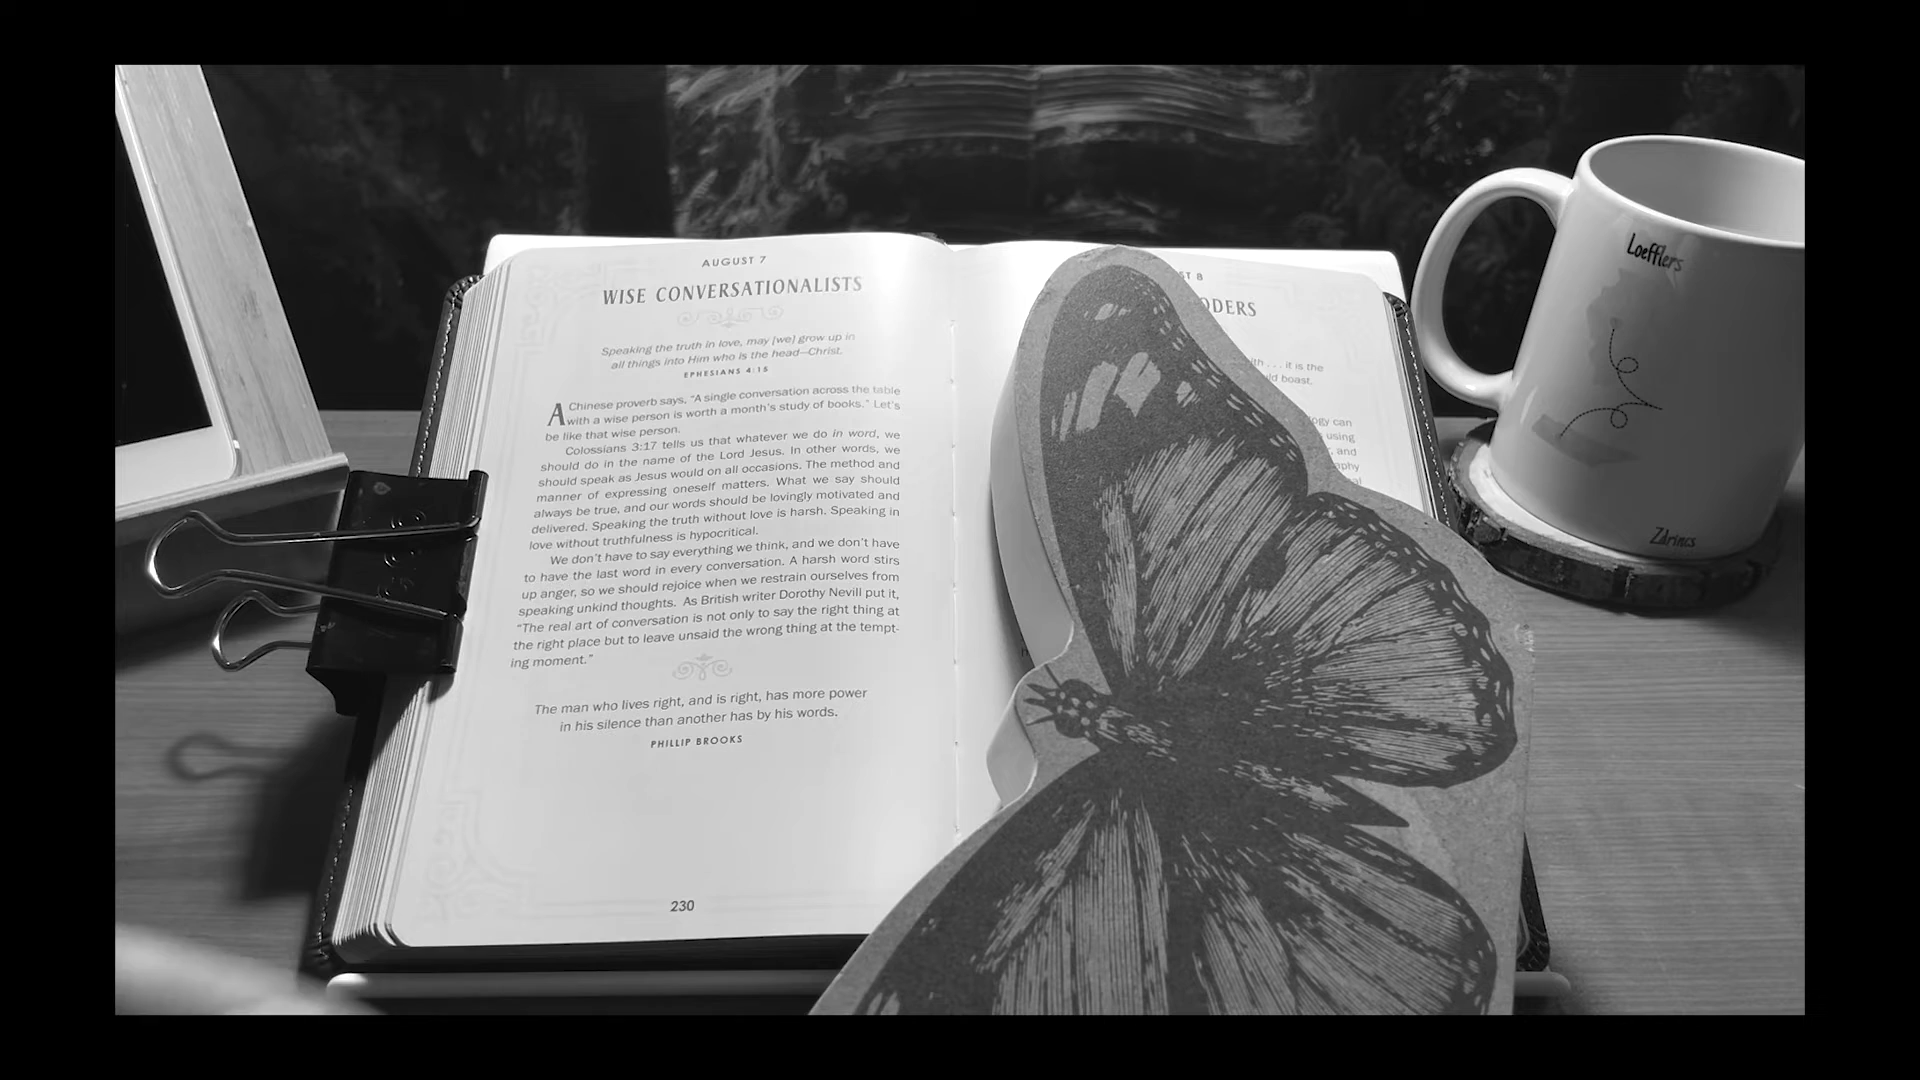 AUGUST 7
WISE CONVERSATIONALISTS
Speaking the truth in love, may [we] grow up in
all things into Him who is the head—Christ.
EPHESIANS 4:15
A Chinese proverb says, “A single conversation across the table
with a wise person is worth a month’s study of books.” Let’s
be like that wise person.
Colossians 3:17 tells us that whatever we do in word, we
should do in the name of the Lord Jesus. In other words, we
should speak as Jesus would on all occasions. The method and
manner of expressing oneself matters. What we say should
always be true, and our words should be lovingly motivated and
delivered. Speaking the truth without love is harsh. Speaking in
love without truthfulness is hypocritical.
We don’t have to say everything we think, and we don’t have
to have the last word in every conversation. A harsh word stirs
up anger, so we should rejoice when we restrain ourselves from
speaking unkind thoughts. As British writer Dorothy Nevill put it,
“The real art of conversation is not only to say the right thing at
the right place but to leave unsaid the wrong thing at the tempt-
ing moment.”
The man who lives right, and is right, has more power
in his silence than another has by his words.
PHILLIP BROOKS
230
8
. . . it is the
boast.
can
using
and
Loefflers
Zdrincs